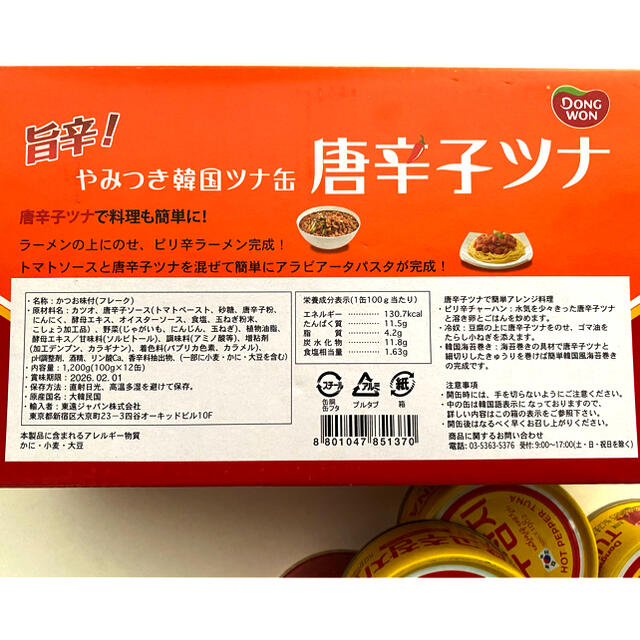 DONG
WON
旨辛!
やみつき韓国ツナ缶 唐辛子ツナ
唐辛子ツナで料理も簡単に!
ラーメンの上にのせ、ピリ辛ラーメン完成!
トマトソースと唐辛子ツナを混ぜて簡単にアラビアータパスタが完成!
・名称:かつお味付(フレーク)
・原材料名:カツオ、唐辛子ソース(トマトペースト、砂糖、唐辛子粉、
にんにく、酵母エキス、オイスターソース、食塩、玉ねぎ粉末、
こしょう加工品)、野菜(じゃがいも、にんじん、玉ねぎ)、植物油脂、
酵母エキス/甘味料(ソルビトール)、調味料(アミノ酸等)、増粘剤
(加工デンプン、カラギナン)、着色料(パプリカ色素、カラメル)、
pH調整剤、酒精、リン酸Ca、香辛料抽出物、(一部に小麦・かに・大豆を含む)
・内容量:1,200g(100g×12缶)
・賞味期限:2026.02.01
・保存方法:直射日光、高温多湿を避けて保存。
・原産国名:大韓民国
・輸入者:東遠ジャパン株式会社
東京都新宿区大京町23−3四谷オーキッドビル10F
本製品に含まれるアレルギー物質
かに・小麦・大豆
栄養成分表示(1缶100g当たり)
エネルギー 130.7kcal
たんぱく質 11.5g
脂質 4.2g
炭水化物 11.8g
食塩相当量 1.63g
スチール
缶胴
缶フタ
アルミ
プルタブ
紙
箱
8 801047 851370
唐辛子ツナで簡単アレンジ料理
・ピリ辛チャーハン:水気を少々きった唐辛子ツナ
と溶き卵とごはんを炒めます。
・冷奴:豆腐の上に唐辛子ツナをのせ、ゴマ油を
たらし小ねぎを添えます。
・韓国海苔巻き:海苔巻きの具材で唐辛子ツナと
細切りしたきゅうりを巻けば簡単韓国風海苔巻き
の完成です。
注意事項
・開缶時には、手を切らないようにご注意ください。
・中の缶は韓国語表示になっておりますので、
詳しい内容はこの箱の表示をご参照下さい。
・開缶後はなるべく早くお召し上がりください。
商品に関するお問い合わせ
電話:03-5363-5376 受付:9:00〜17:00(土・日・祝日を除く)
HOT PEPPER TUNA